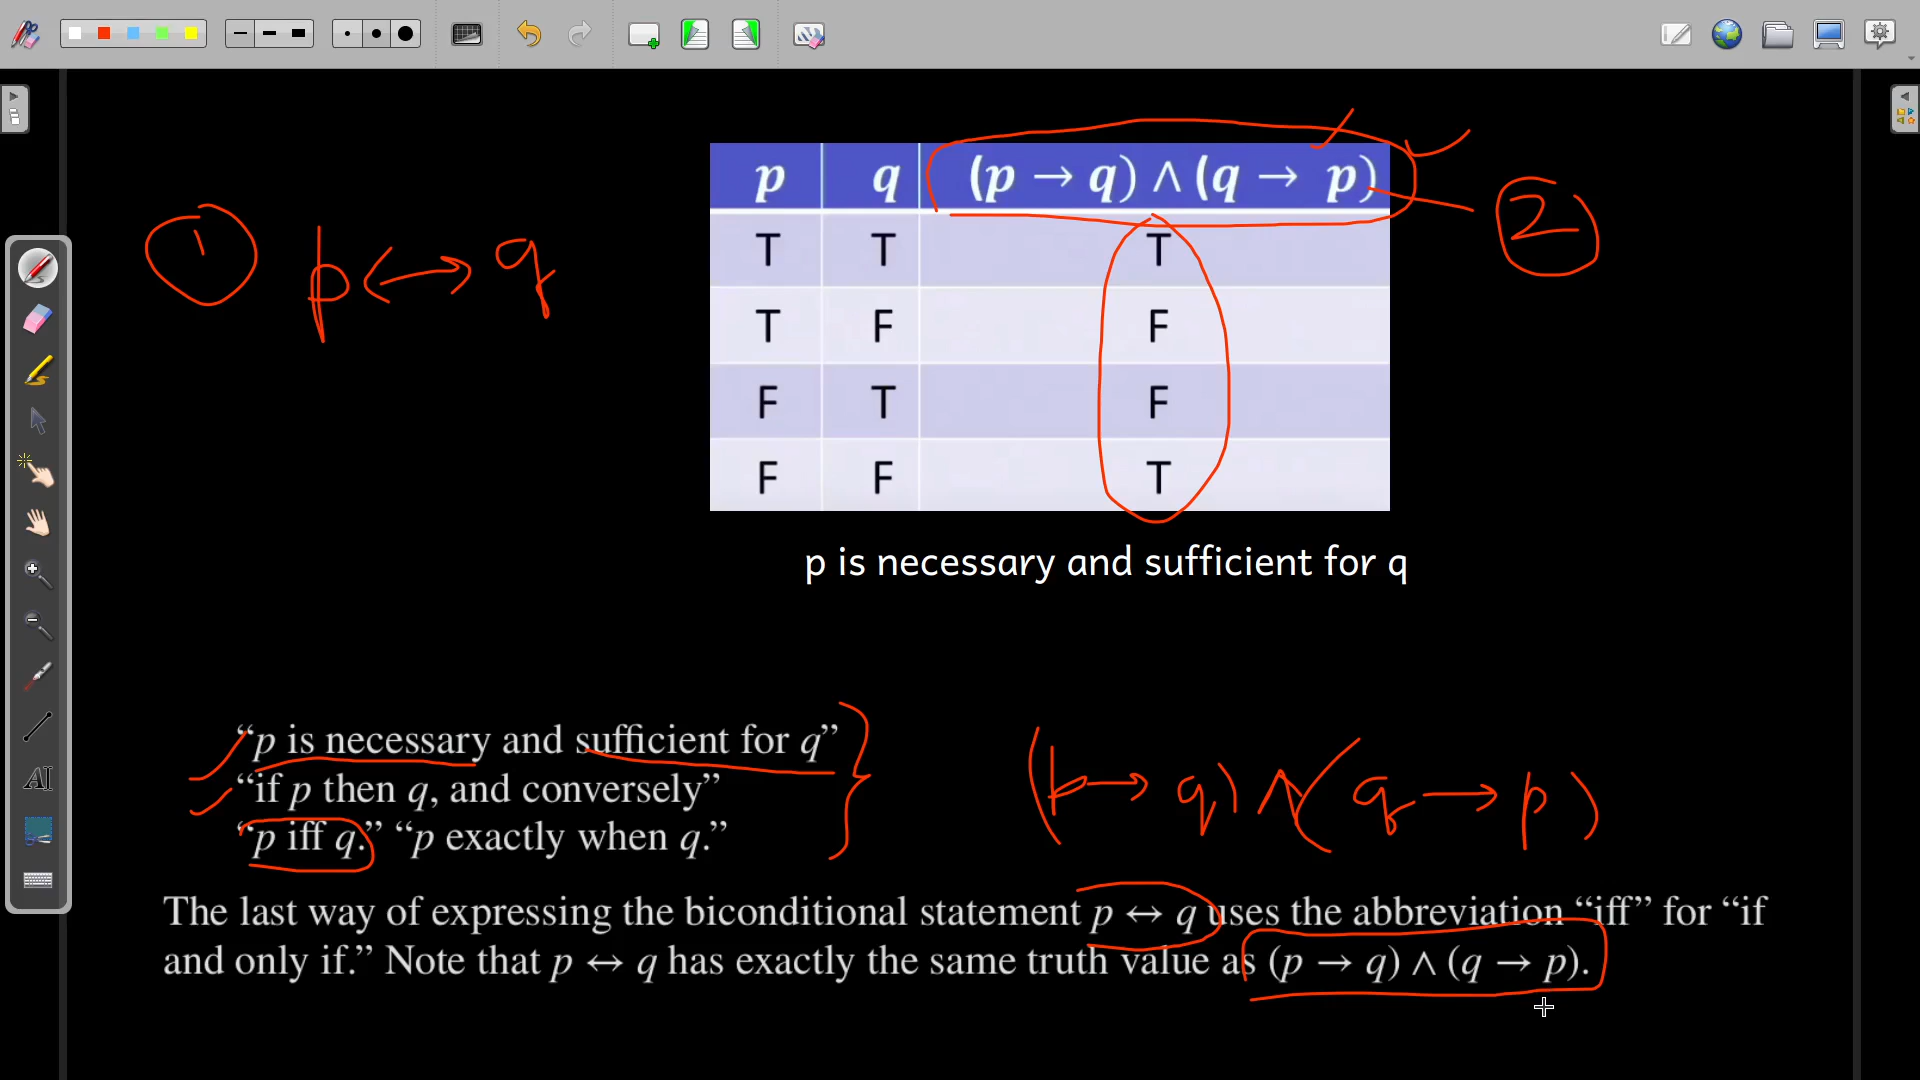 p q (p → q) ∧ (q → p)
T T T
T F F
F T F
F F T
① p ↔ q
②
p is necessary and sufficient for q
“p is necessary and sufficient for q”
“if p then q, and conversely”
“p iff q.” “p exactly when q.”
(p → q) ∧ (q → p)
The last way of expressing the biconditional statement p ↔ q uses the abbreviation “iff” for “if
and only if.” Note that p ↔ q has exactly the same truth value as (p → q) ∧ (q → p).
AI